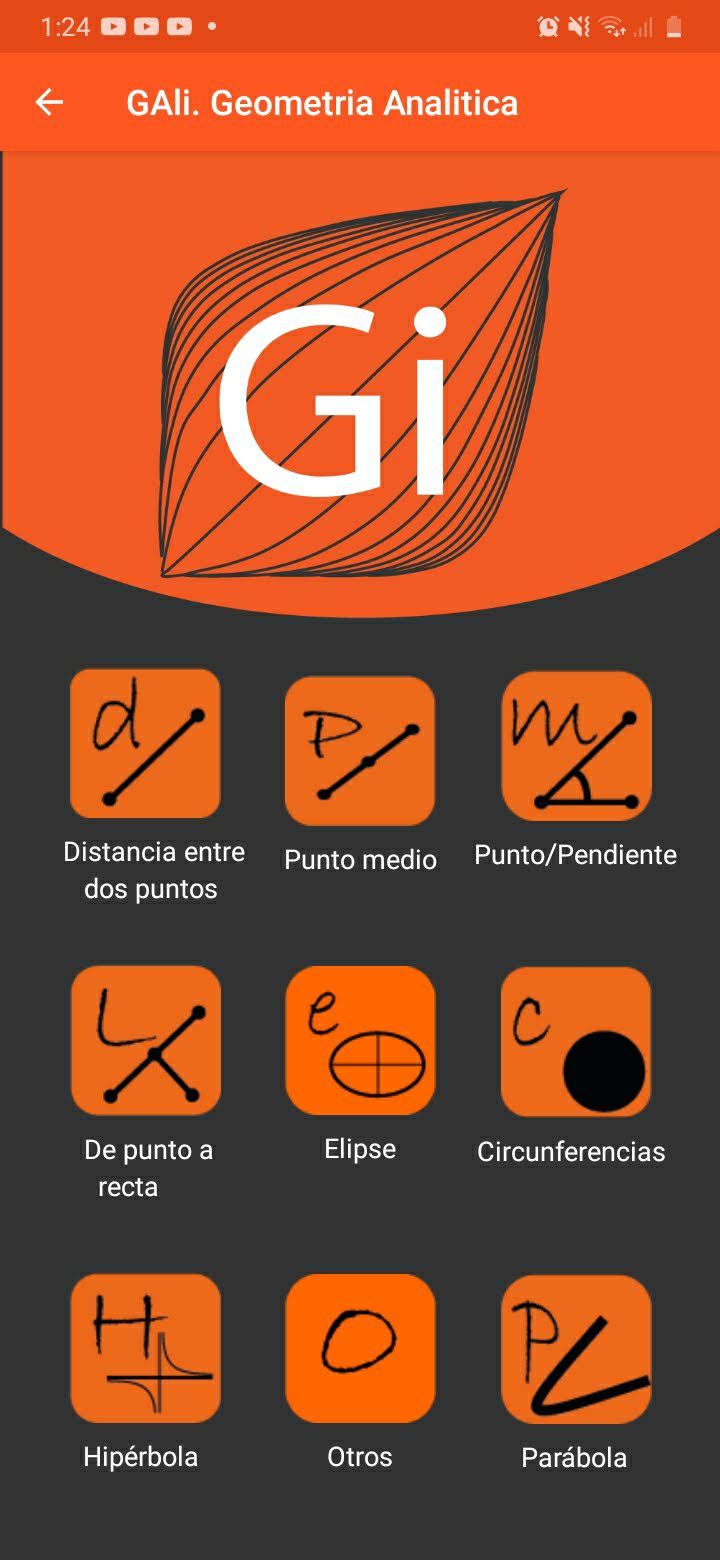 1:24
GAli. Geometria Analitica
Gi
d
P
m
Distancia entre
dos puntos
Punto medio
Punto/Pendiente
L
e
c
De punto a
recta
Elipse
Circunferencias
H
O
P
Hipérbola
Otros
Parábola